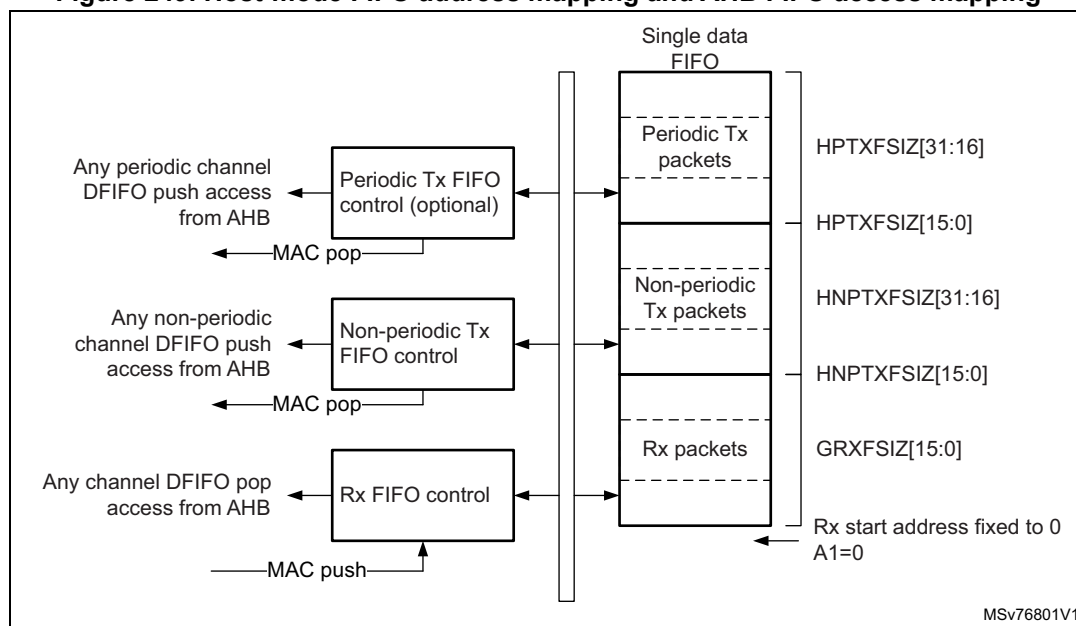 Figure 249. Host-mode FIFO address mapping and AHB FIFO access mapping
Single data
FIFO
Periodic Tx
packets
HPTXFSIZ[31:16]
Any periodic channel
DFIFO push access
from AHB
Periodic Tx FIFO
control (optional)
MAC pop
HPTXFSIZ[15:0]
Non-periodic
Tx packets
HNPTXFSIZ[31:16]
Any non-periodic
channel DFIFO push
access from AHB
Non-periodic Tx
FIFO control
MAC pop
HNPTXFSIZ[15:0]
Rx packets
GRXFSIZ[15:0]
Any channel DFIFO pop
access from AHB
Rx FIFO control
MAC push
Rx start address fixed to 0
A1=0
MSv76801V1